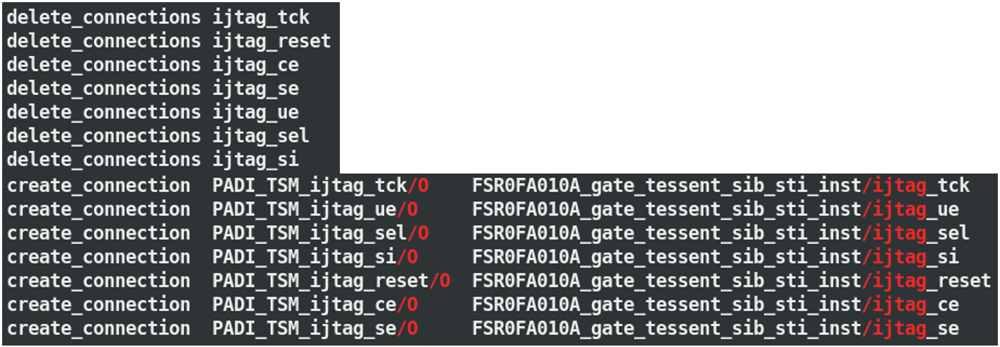 delete_connections ijtag_tck
delete_connections ijtag_reset
delete_connections ijtag_ce
delete_connections ijtag_se
delete_connections ijtag_ue
delete_connections ijtag_sel
delete_connections ijtag_si
create_connection  PADI_TSM_ijtag_tck/O    FSR0FA010A_gate_tessent_sib_sti_inst/ijtag_tck
create_connection  PADI_TSM_ijtag_ue/O     FSR0FA010A_gate_tessent_sib_sti_inst/ijtag_ue
create_connection  PADI_TSM_ijtag_sel/O    FSR0FA010A_gate_tessent_sib_sti_inst/ijtag_sel
create_connection  PADI_TSM_ijtag_si/O     FSR0FA010A_gate_tessent_sib_sti_inst/ijtag_si
create_connection  PADI_TSM_ijtag_reset/O  FSR0FA010A_gate_tessent_sib_sti_inst/ijtag_reset
create_connection  PADI_TSM_ijtag_ce/O     FSR0FA010A_gate_tessent_sib_sti_inst/ijtag_ce
create_connection  PADI_TSM_ijtag_se/O     FSR0FA010A_gate_tessent_sib_sti_inst/ijtag_se